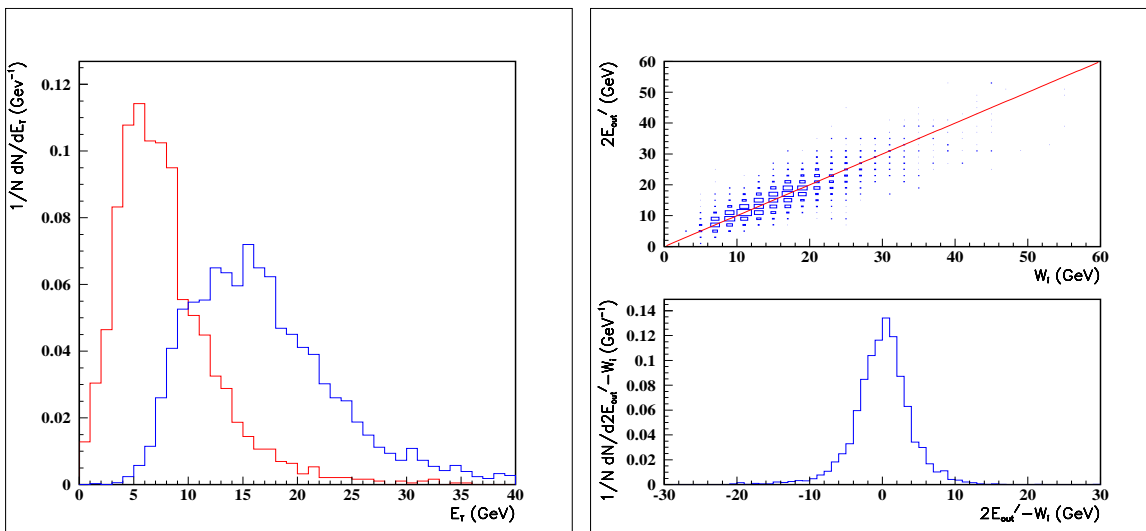 1/N dN/dE_T (Gev⁻¹)
0.12
0.1
0.08
0.06
0.04
0.02
0
0 5 10 15 20 25 30 35 40
E_T (GeV)
2E_out′ (GeV)
60
50
40
30
20
10
0
0 10 20 30 40 50 60
W_i (GeV)
1/N dN/d2E_out′−W_i (GeV⁻¹)
0.14
0.12
0.1
0.08
0.06
0.04
0.02
0
-30 -20 -10 0 10 20 30
2E_out′−W_i (GeV)